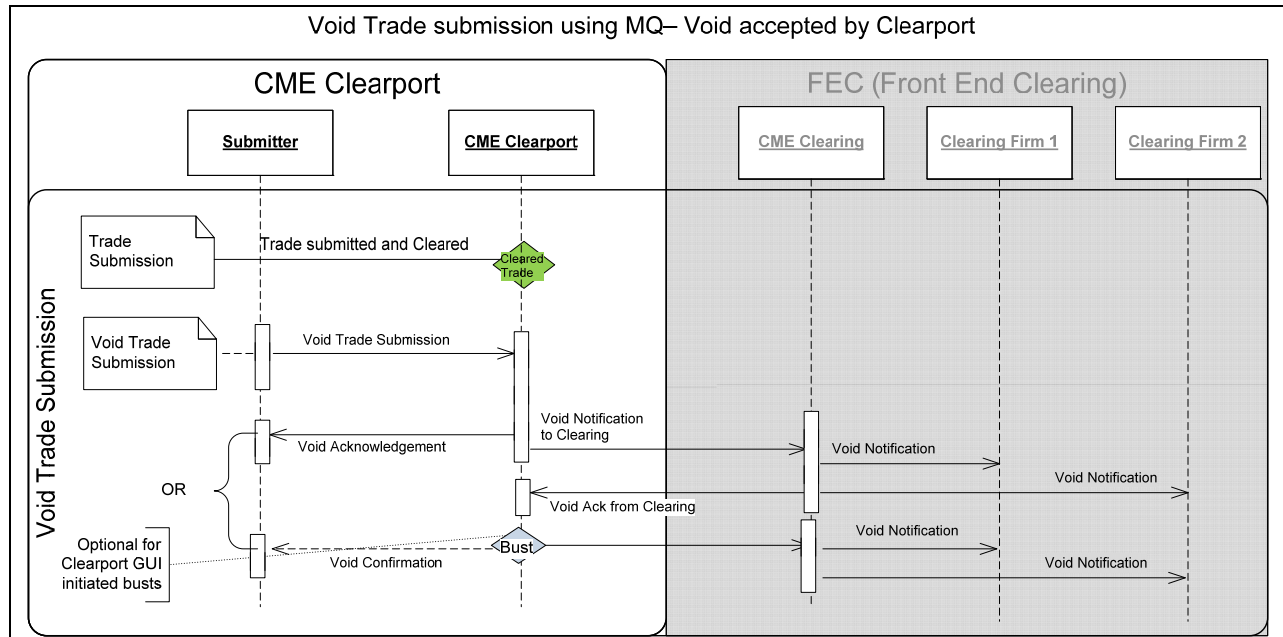 Void Trade submission using MQ– Void accepted by Clearport
CME Clearport
FEC (Front End Clearing)
Submitter
CME Clearport
CME Clearing
Clearing Firm 1
Clearing Firm 2
Void Trade Submission
Trade
Submission
Trade submitted and Cleared
Cleared
Trade
Void Trade
Submission
Void Trade Submission
Void Acknowledgement
Void Notification
to Clearing
Void Notification
Void Notification
OR
Void Ack from Clearing
Optional for
Clearport GUI
initiated busts
Bust
Void Confirmation
Void Notification
Void Notification